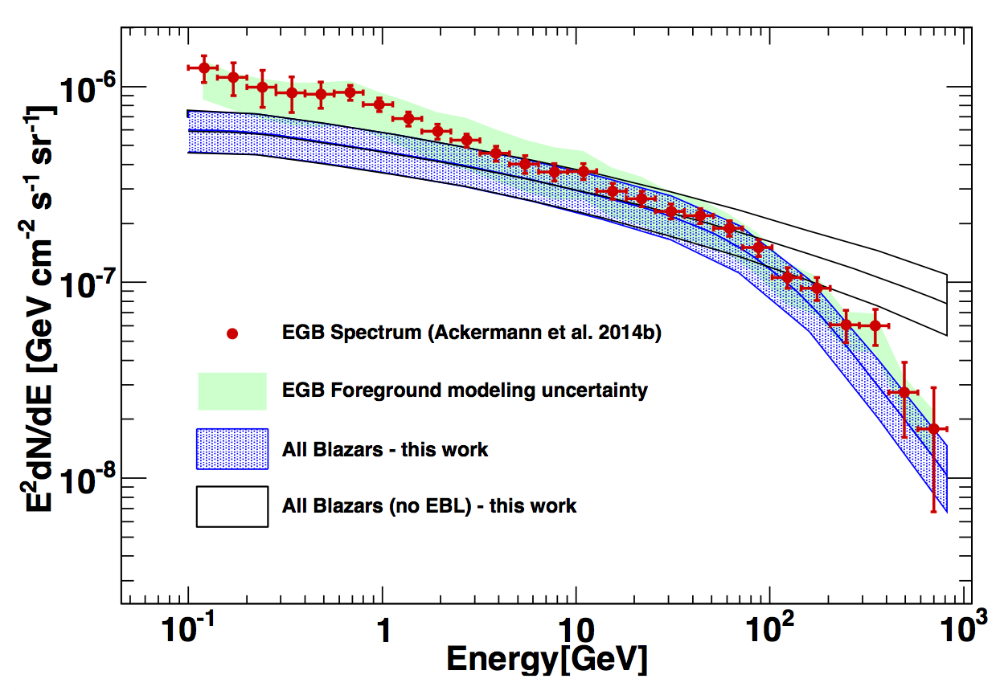 E²dN/dE [GeV cm⁻² s⁻¹ sr⁻¹]
10⁻⁶
10⁻⁷
10⁻⁸
EGB Spectrum (Ackermann et al. 2014b)
EGB Foreground modeling uncertainty
All Blazars - this work
All Blazars (no EBL) - this work
10⁻¹ 1 10 10² 10³
Energy[GeV]